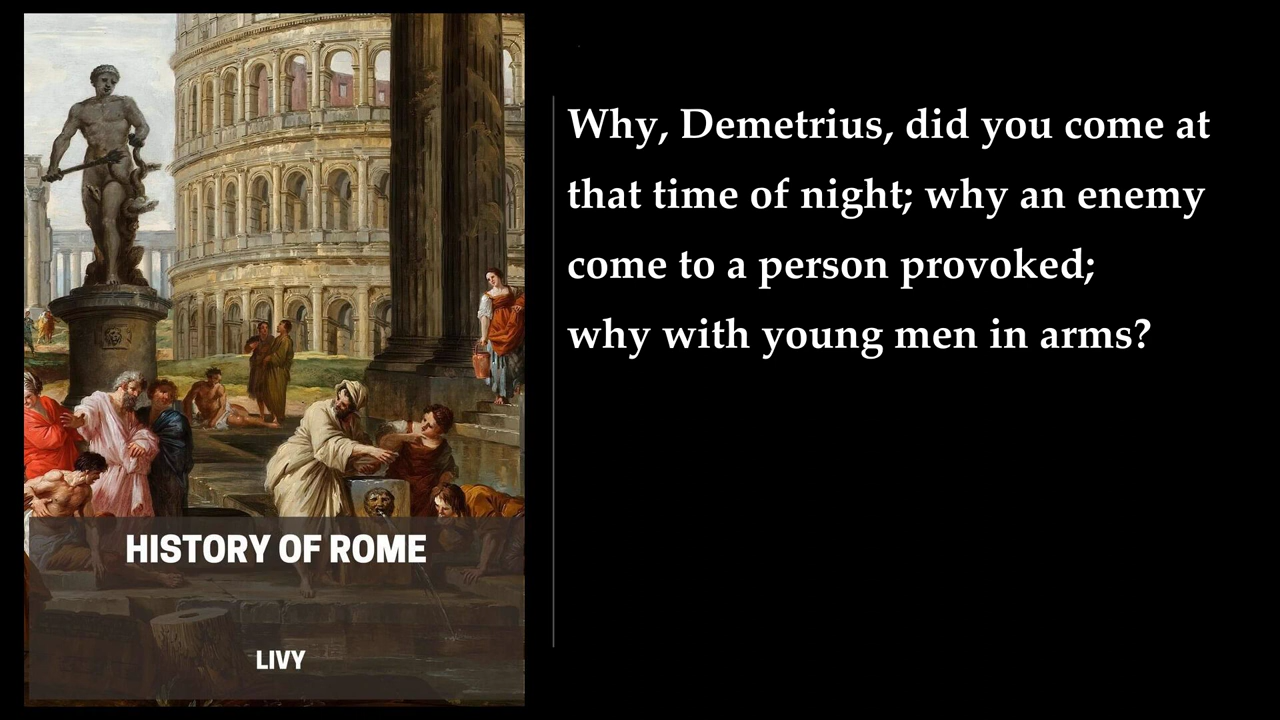 HISTORY OF ROME
LIVY
Why, Demetrius, did you come at
that time of night; why an enemy
come to a person provoked;
why with young men in arms?